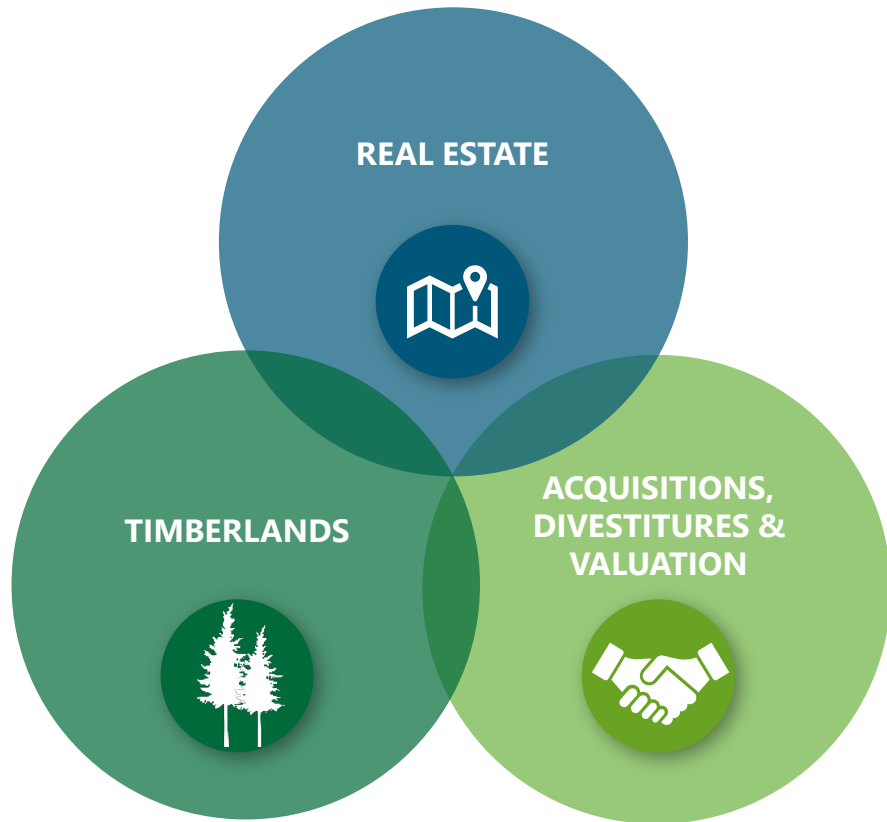 REAL ESTATE
TIMBERLANDS
ACQUISITIONS,
DIVESTITURES &
VALUATION